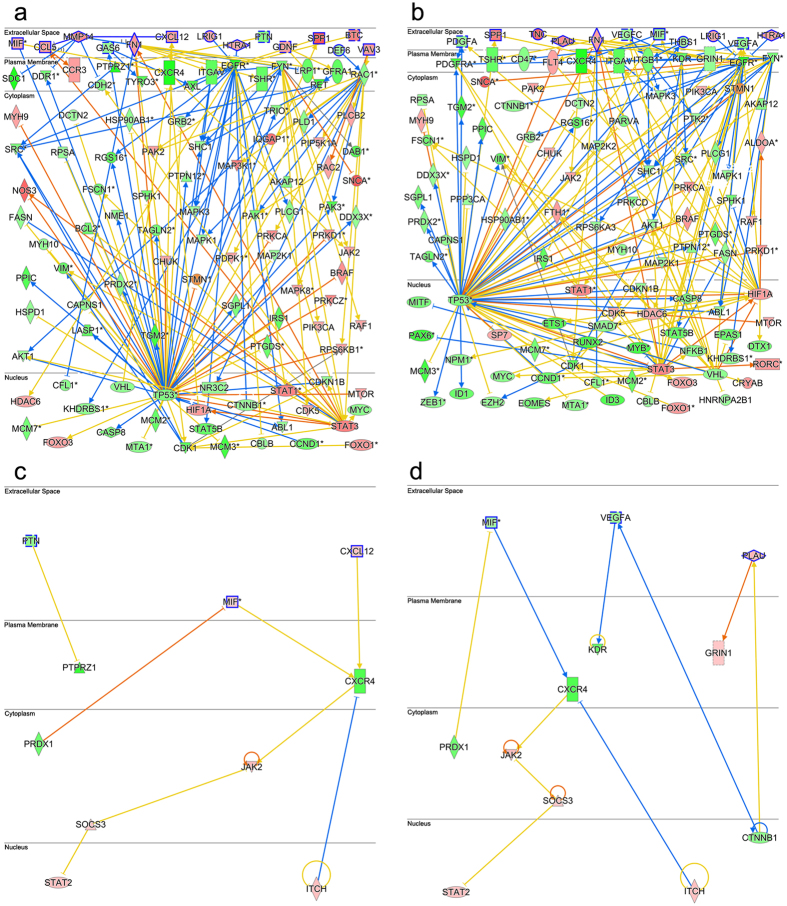 a
Extracellular Space
MIF* CCL5 MMP14 GAS6 FN1 CXCL12 LRIG1 HTRA1 PTN GDNF SPF1 BTC DEF6 VAV3
Plasma Membrane
SDC1 DDR1* CCR3 CDH2* PTPRZ1* TYRO3* CXCR4 AXL ITGAV EGFR* TSHR* FYN* LRP1* RET GFRA1 RAC1*
Cytoplasm
MYH9 DCTN2 HSP90AB1* GRB2* TRIO* PLD1 PLCB2
SRC* RPSA RGS16* PAK2 SHC1 IQGAP1* PIP5K1A DAB1*
NOS3 FSCN1* SPHK1 PTPN12* MAP3K1* AKAP12 RAC2 SNCA*
FASN BCL2* NME1 TAGLN2* MAPK3 PAK1* PLCG1 PAK3* DDX3X*
MYH10 CHUK MAPK1 PRKCA MAP2K1 PRKD1* JAK2
PPIC VIM* PRDX2* STMN1* PDPK1* MAPK8* BRAF
HSPD1 CAPNS1 LASP1* SGPL1 IRS1 PRKCZ* PIK3CA RAF1
AKT1 TGM2* PTGDS* RPS6KB1*
Nucleus
CFL1* VHL TP53* NR3C2 STAT1* CDKN1B MTOR
HDAC6 KHDRBS1* HIF1A CTNNB1* CDK5 MYC
MCM7* CASP8 MCM2 STAT5B ABL1 STAT3
FOXO3 MTA1* CDK1 MCM3* CBLB CCND1* FOXO1*
b
Extracellular Space
PDGFA SPF1 TNC PLAU FN1 VEGFC MIF* THBS1 LRIG1 VEGFA HTRA1
Plasma Membrane
PDGFRA* TSHR* CD47* FLT4 CXCR4 ITGAV ITGB1* KDR GRIN1 EGFR* FYN*
Cytoplasm
SNCA* PAK2 MAPK3 PIK3CA STMN1
RPSA TGM2* CTNNB1* DCTN2 RGS16* PARVA PTK2* AKAP12
MYH9 PPIC GRB2* MAP2K2 ALDOA*
FSCN1* HSPD1 VIM* CHUK JAK2 SHC1 SRC* PLCG1 MAPK1
DDX3X* PPP3CA PRKCD PRKCA SPHK1
SGPL1 HSP90AB1* FTH1* RPS6KA3 AKT1 BRAF PTGDS* RAF1
PRDX2* CAPNS1 MYH10 PTPN12* FASN PRKD1*
TAGLN2* IRS1 MAP2K1
Nucleus
MITF TP53* STAT1* CDKN1B CASP8 HIF1A
CDK5 HDAC6 ABL1 MTOR
PAX6* SP7 ETS1 SMAD7* STAT5B EPAS1 DTX1
NPM1* MCM7* RUNX2 MYB* NFKB1 KHDRBS1* RORC*
MCM3* MYC CCND1* CDK1 CFL1* MCM2* STAT3 FOXO3 VHL CRYAB
ZEB1* ID1 EZH2 EOMES MTA1* ID3 CBLB FOXO1* HNRNPA2B1
c
Extracellular Space
PTN
CXCL12
MIF*
Plasma Membrane
PTPRZ1
CXCR4
Cytoplasm
PRDX1
JAK2
SOCS3
Nucleus
STAT2
ITCH
d
Extracellular Space
MIF*
VEGFA
PLAU
Plasma Membrane
KDR
GRIN1
CXCR4
Cytoplasm
PRDX1
JAK2
SOCS3
CTNNB1
Nucleus
STAT2
ITCH